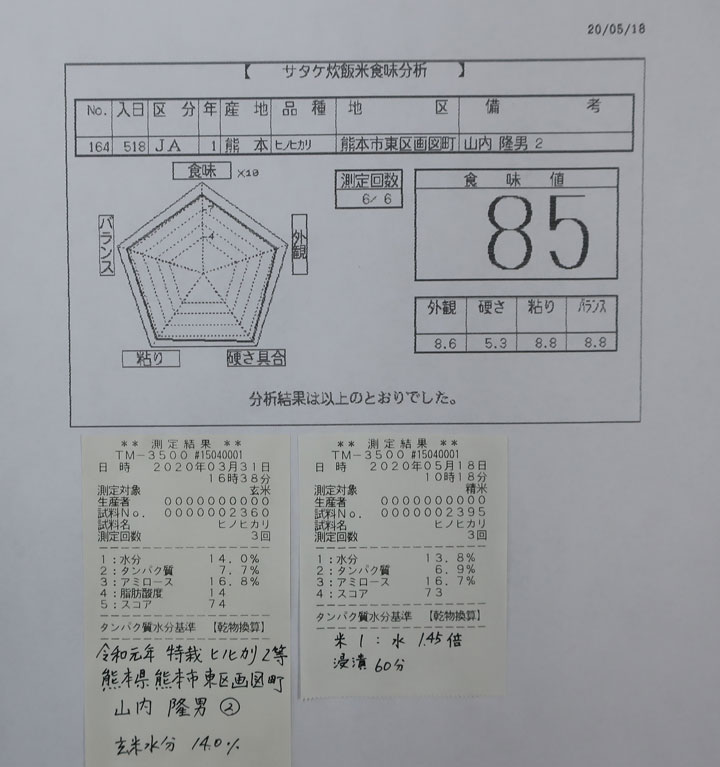 20/05/18
【 サタケ炊飯米食味分析 】
No. 入日 区分 年 産地 品種 地区 備考
164 518 JA 1 熊本 ヒノヒカリ 熊本市東区画図町 山内 隆男 2
食味 ×10
7
4
外観
硬さ具合
粘り
バランス
測定回数
6/ 6
食味値
85
外観 硬さ 粘り バランス
8.6 5.3 8.8 8.8
分析結果は以上のとおりでした。
** 測定結果 **
TM-3500 #15040001
日時 2020年03月31日
16時38分
測定対象 玄米
生産者 0000000000
試料No. 0000002360
試料名 ヒノヒカリ
測定回数 3回
1:水分 14.0%
2:タンパク質 7.7%
3:アミロース 16.8%
4:脂肪酸度 14
5:スコア 74
タンパク質水分基準 【乾物換算】
令和元年 特栽 ヒノヒカリ 2等
熊本県熊本市東区画図町
山内 隆男 ②
玄米水分 14.0%
** 測定結果 **
TM-3500 #15040001
日時 2020年05月18日
10時18分
測定対象 精米
生産者 0000000000
試料No. 0000002395
試料名 ヒノヒカリ
測定回数 3回
1:水分 13.8%
2:タンパク質 6.9%
3:アミロース 16.7%
4:スコア 73
タンパク質水分基準 【乾物換算】
米 1:水 1.45倍
浸漬 60分